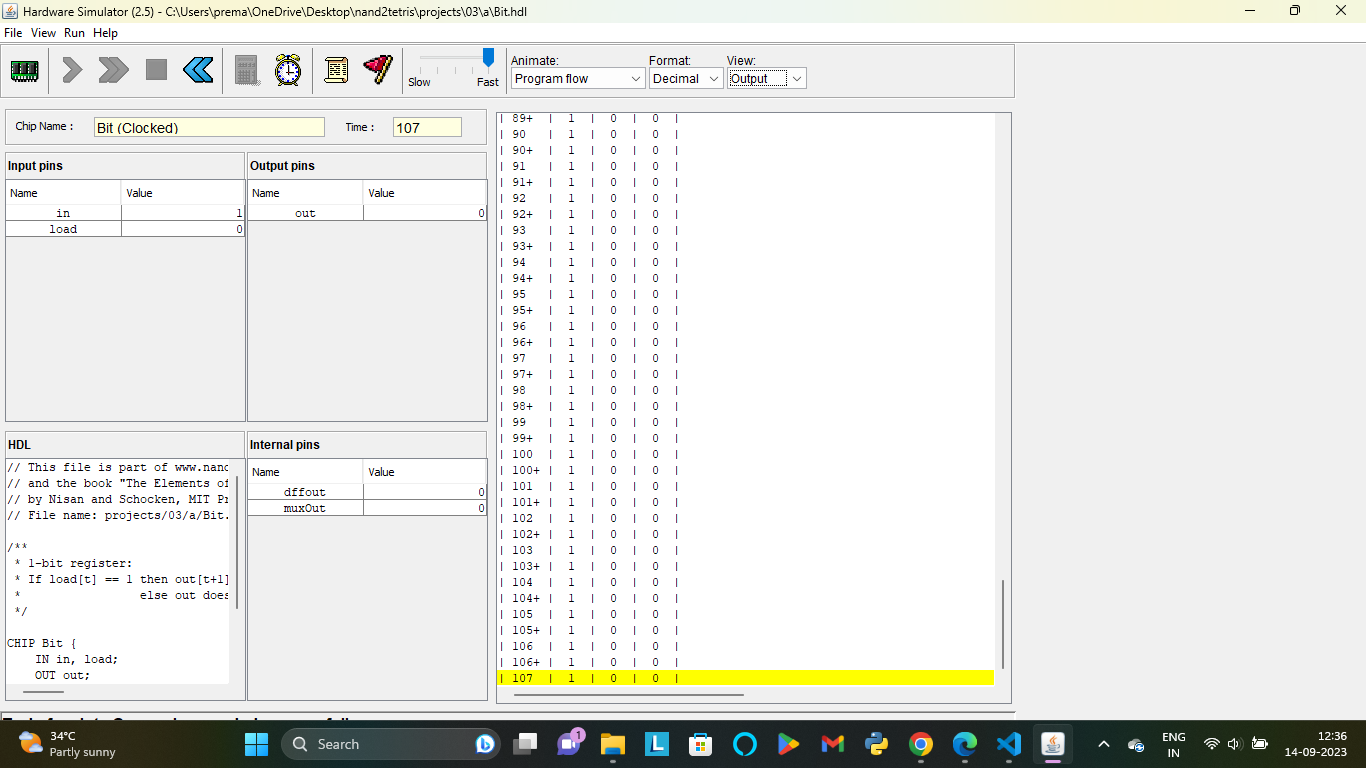 Hardware Simulator (2.5) - C:\Users\prema\OneDrive\Desktop\nand2tetris\projects\03\a\Bit.hdl
File View Run Help
Slow Fast
Animate: Format: View:
Program flow Decimal Output
Chip Name : Bit (Clocked) Time : 107
Input pins
Name Value
in 1
load 0
Output pins
Name Value
out 0
HDL
// This file is part of www.nand
// and the book "The Elements of
// by Nisan and Schocken, MIT Pr
// File name: projects/03/a/Bit.
/**
* 1-bit register:
* If load[t] == 1 then out[t+1]
* else out does
*/
CHIP Bit {
IN in, load;
OUT out;
Internal pins
Name Value
dffout 0
muxOut 0
| 89+ | 1 | 0 | 0 |
| 90 | 1 | 0 | 0 |
| 90+ | 1 | 0 | 0 |
| 91 | 1 | 0 | 0 |
| 91+ | 1 | 0 | 0 |
| 92 | 1 | 0 | 0 |
| 92+ | 1 | 0 | 0 |
| 93 | 1 | 0 | 0 |
| 93+ | 1 | 0 | 0 |
| 94 | 1 | 0 | 0 |
| 94+ | 1 | 0 | 0 |
| 95 | 1 | 0 | 0 |
| 95+ | 1 | 0 | 0 |
| 96 | 1 | 0 | 0 |
| 96+ | 1 | 0 | 0 |
| 97 | 1 | 0 | 0 |
| 97+ | 1 | 0 | 0 |
| 98 | 1 | 0 | 0 |
| 98+ | 1 | 0 | 0 |
| 99 | 1 | 0 | 0 |
| 99+ | 1 | 0 | 0 |
| 100 | 1 | 0 | 0 |
| 100+ | 1 | 0 | 0 |
| 101 | 1 | 0 | 0 |
| 101+ | 1 | 0 | 0 |
| 102 | 1 | 0 | 0 |
| 102+ | 1 | 0 | 0 |
| 103 | 1 | 0 | 0 |
| 103+ | 1 | 0 | 0 |
| 104 | 1 | 0 | 0 |
| 104+ | 1 | 0 | 0 |
| 105 | 1 | 0 | 0 |
| 105+ | 1 | 0 | 0 |
| 106 | 1 | 0 | 0 |
| 106+ | 1 | 0 | 0 |
| 107 | 1 | 0 | 0 |
34°C
Partly sunny
Search
1
L
ENG
IN
12:36
14-09-2023